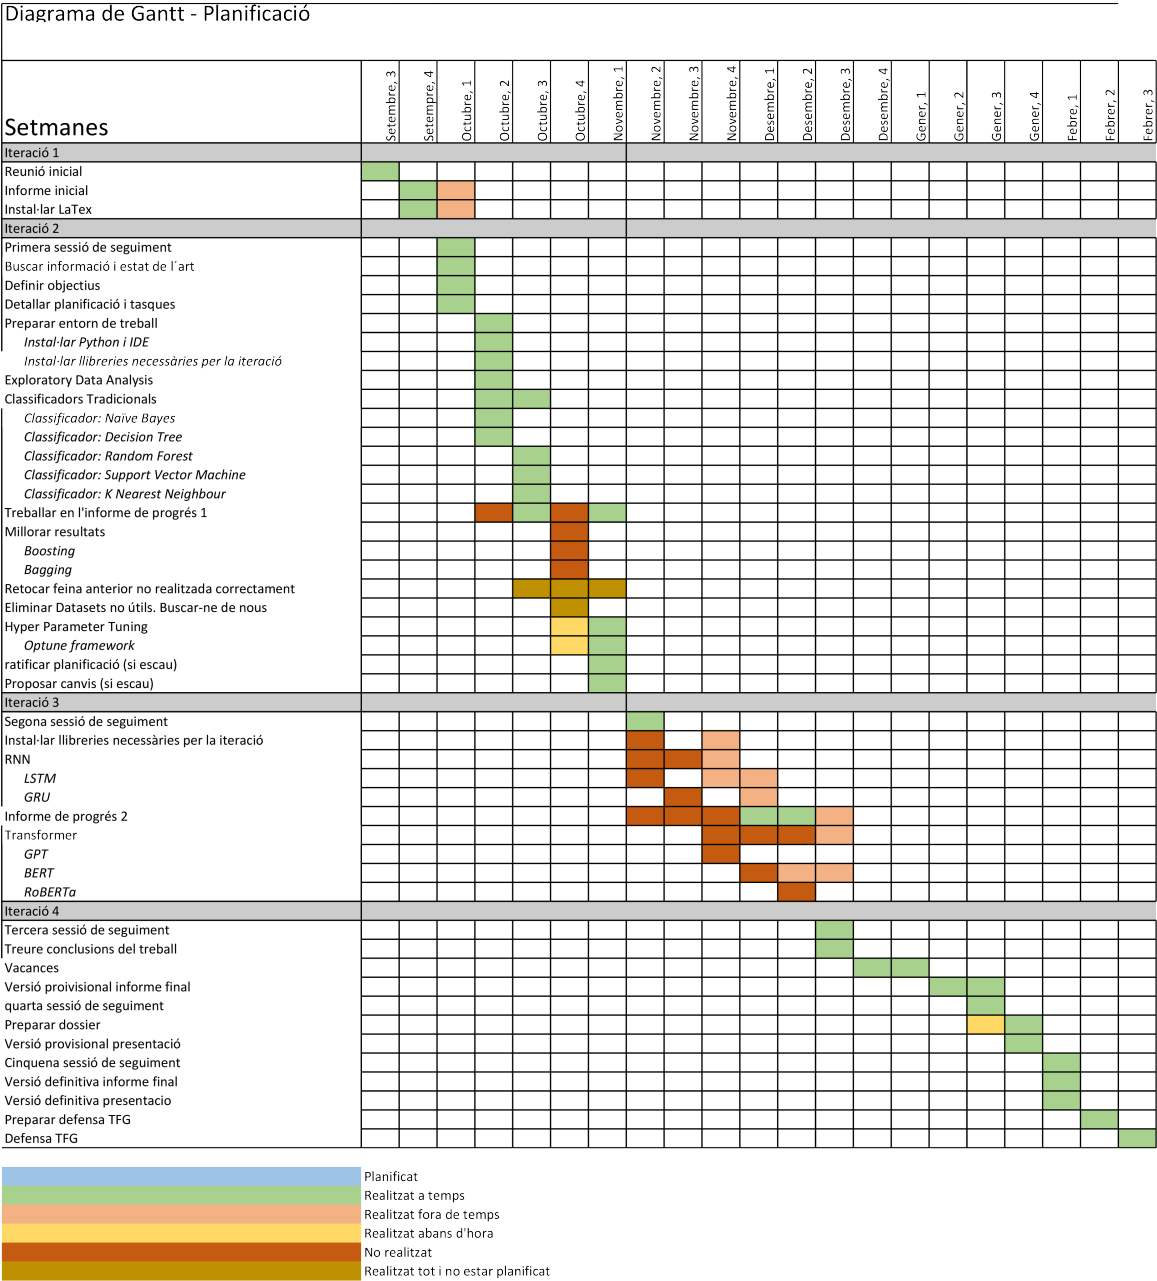 Diagrama de Gantt - Planificació
Setmanes
Setembre, 3
Setempre, 4
Octubre, 1
Octubre, 2
Octubre, 3
Octubre, 4
Novembre, 1
Novembre, 2
Novembre, 3
Novembre, 4
Desembre, 1
Desembre, 2
Desembre, 3
Desembre, 4
Gener, 1
Gener, 2
Gener, 3
Gener, 4
Febre, 1
Febrer, 2
Febrer, 3
Iteració 1
Reunió inicial
Informe inicial
Instal·lar LaTex
Iteració 2
Primera sessió de seguiment
Buscar informació i estat de l´art
Definir objectius
Detallar planificació i tasques
Preparar entorn de treball
Instal·lar Python i IDE
Instal·lar llibreries necessàries per la iteració
Exploratory Data Analysis
Classificadors Tradicionals
Classificador: Naïve Bayes
Classificador: Decision Tree
Classificador: Random Forest
Classificador: Support Vector Machine
Classificador: K Nearest Neighbour
Treballar en l'informe de progrés 1
Millorar resultats
Boosting
Bagging
Retocar feina anterior no realitzada correctament
Eliminar Datasets no útils. Buscar-ne de nous
Hyper Parameter Tuning
Optune framework
ratificar planificació (si escau)
Proposar canvis (si escau)
Iteració 3
Segona sessió de seguiment
Instal·lar llibreries necessàries per la iteració
RNN
LSTM
GRU
Informe de progrés 2
Transformer
GPT
BERT
RoBERTa
Iteració 4
Tercera sessió de seguiment
Treure conclusions del treball
Vacances
Versió proivisional informe final
quarta sessió de seguiment
Preparar dossier
Versió provisional presentació
Cinquena sessió de seguiment
Versió definitiva informe final
Versió definitiva presentacio
Preparar defensa TFG
Defensa TFG
Planificat
Realitzat a temps
Realitzat fora de temps
Realitzat abans d'hora
No realitzat
Realitzat tot i no estar planificat